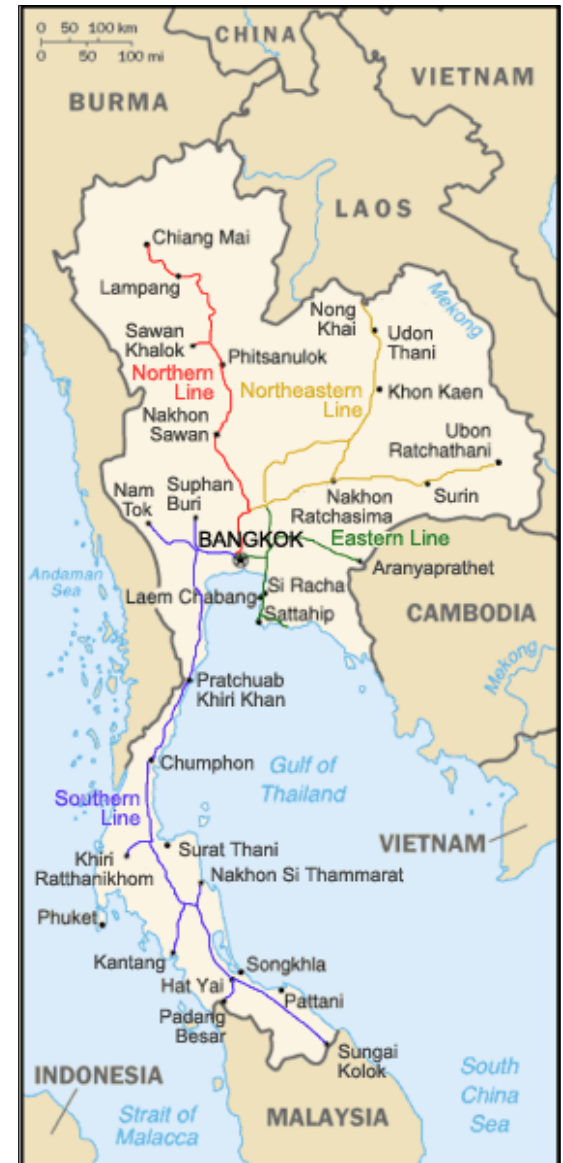 0 50 100 km
0 50 100 mi
CHINA
VIETNAM
BURMA
LAOS
Chiang Mai
Lampang
Mekong
Nong
Khai
Udon
Thani
Sawan
Khalok
Phitsanulok
Northern
Line
Northeastern
Line
Khon Kaen
Nakhon
Sawan
Ubon
Ratchathani
Suphan
Buri
Nam
Tok
Nakhon
Ratchasima
Surin
BANGKOK
Eastern Line
Aranyaprathet
Andaman
Sea
Laem Chabang
Si Racha
Sattahip
CAMBODIA
Mekong
Pratchuab
Khiri Khan
Chumphon
Gulf of
Thailand
Southern
Line
VIETNAM
Surat Thani
Khiri
Ratthanikhom
Nakhon Si Thammarat
Phuket
Kantang
Songkhla
Hat Yai
Pattani
Padang
Besar
Sungai
Kolok
INDONESIA
South
China
Sea
Strait of
Malacca
MALAYSIA